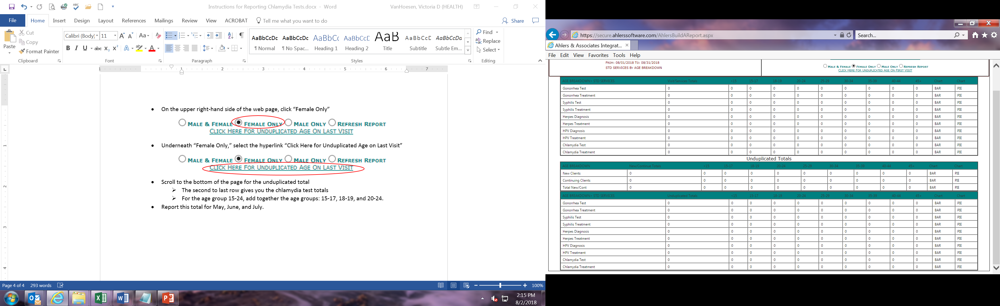 Instructions for Reporting Chlamydia Tests.docx - Word
VanHoesen, Victoria D (HEALTH)
File Home Insert Design Layout References Mailings Review View ACROBAT Tell me what you want to do Share
Paste
Cut
Copy
Format Painter
Clipboard
Calibri (Body) 11
Font
Paragraph
AaBbCcDc AaBbCcDc AaBbCc AaBbCcD AaB AaBbCcD AaBbCcDa
¶ Normal ¶ No Spac... Heading 1 Heading 2 Title Subtitle Subtle Em...
Styles
Find
Replace
Select
Editing
1 1 2 3 4 5 6 7
• On the upper right-hand side of the web page, click “Female Only”
MALE & FEMALE FEMALE ONLY MALE ONLY REFRESH REPORT
CLICK HERE FOR UNDUPLICATED AGE ON LAST VISIT
• Underneath “Female Only,” select the hyperlink “Click Here for Unduplicated Age on Last Visit”
MALE & FEMALE FEMALE ONLY MALE ONLY REFRESH REPORT
CLICK HERE FOR UNDUPLICATED AGE ON LAST VISIT
• Scroll to the bottom of the page for the unduplicated total
➢ The second to last row gives you the chlamydia test totals
➢ For the age group 15-24, add together the age groups: 15-17, 18-19, and 20-24.
• Report this total for May, June, and July.
Page 4 of 4 293 words
100%
2:15 PM
8/2/2018
https://secure.ahlerssoftware.com/AhlersBuildAReport.aspx
Search...
Ahlers & Associates Integrat...
File Edit View Favorites Tools Help
FROM: 08/01/2018 TO: 08/31/2018
STD SERVICES BY AGE BREAKDOWN
MALE & FEMALE FEMALE ONLY MALE ONLY REFRESH REPORT
CLICK HERE FOR UNDUPLICATED AGE ON FIRST VISIT
AGE BREAKDOWN> STD SERVICES Visit/Services Totals <15 15-17 18-19 20-24 25-29 30-34 35-39 40-44 45+ Chart Chart
Gonorrhea Test 0 0 0 0 0 0 0 0 0 0 BAR PIE
Gonorrhea Treatment 0 0 0 0 0 0 0 0 0 0 BAR PIE
Syphilis Test 0 0 0 0 0 0 0 0 0 0 BAR PIE
Syphilis Treatment 0 0 0 0 0 0 0 0 0 0 BAR PIE
Herpes Diagnosis 0 0 0 0 0 0 0 0 0 0 BAR PIE
Herpes Treatment 0 0 0 0 0 0 0 0 0 0 BAR PIE
HPV Diagnosis 0 0 0 0 0 0 0 0 0 0 BAR PIE
HPV Treatment 0 0 0 0 0 0 0 0 0 0 BAR PIE
Chlamydia Test 0 0 0 0 0 0 0 0 0 0 BAR PIE
Chlamydia Treatment 0 0 0 0 0 0 0 0 0 0 BAR PIE
Unduplicated Totals
AGE BREAKDOWN New/Continue Totals <15 15-17 18-19 20-24 25-29 30-34 35-39 40-44 45+ Chart Chart
New Clients 0 0 0 0 0 0 0 0 0 0 BAR PIE
Continuing Clients 0 0 0 0 0 0 0 0 0 0 BAR PIE
Total New/Cont 0 0 0 0 0 0 0 0 0 0 BAR PIE
AGE BREAKDOWN> STD SERVICES Unduplicated Totals <15 15-17 18-19 20-24 25-29 30-34 35-39 40-44 45+ Chart Chart
Gonorrhea Test 0 0 0 0 0 0 0 0 0 0 BAR PIE
Gonorrhea Treatment 0 0 0 0 0 0 0 0 0 0 BAR PIE
Syphilis Test 0 0 0 0 0 0 0 0 0 0 BAR PIE
Syphilis Treatment 0 0 0 0 0 0 0 0 0 0 BAR PIE
Herpes Diagnosis 0 0 0 0 0 0 0 0 0 0 BAR PIE
Herpes Treatment 0 0 0 0 0 0 0 0 0 0 BAR PIE
HPV Diagnosis 0 0 0 0 0 0 0 0 0 0 BAR PIE
HPV Treatment 0 0 0 0 0 0 0 0 0 0 BAR PIE
Chlamydia Test 0 0 0 0 0 0 0 0 0 0 BAR PIE
Chlamydia Treatment 0 0 0 0 0 0 0 0 0 0 BAR PIE